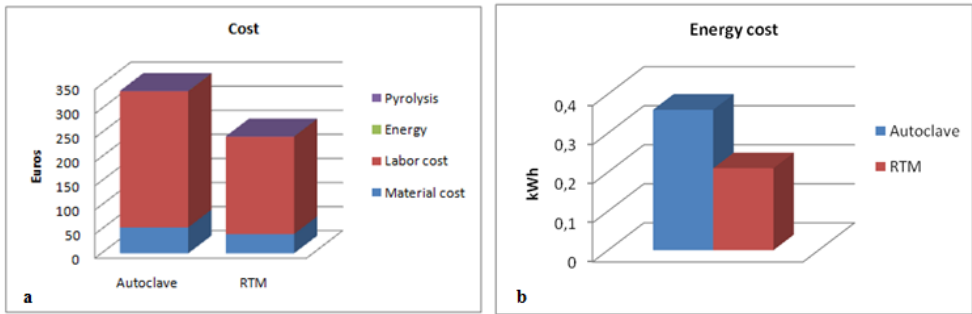 Cost
350
300
250
200
150
100
50
0
Euros
Autoclave
RTM
Pyrolysis
Energy
Labor cost
Material cost
a
Energy cost
0,4
0,3
0,2
0,1
0
kWh
Autoclave
RTM
b